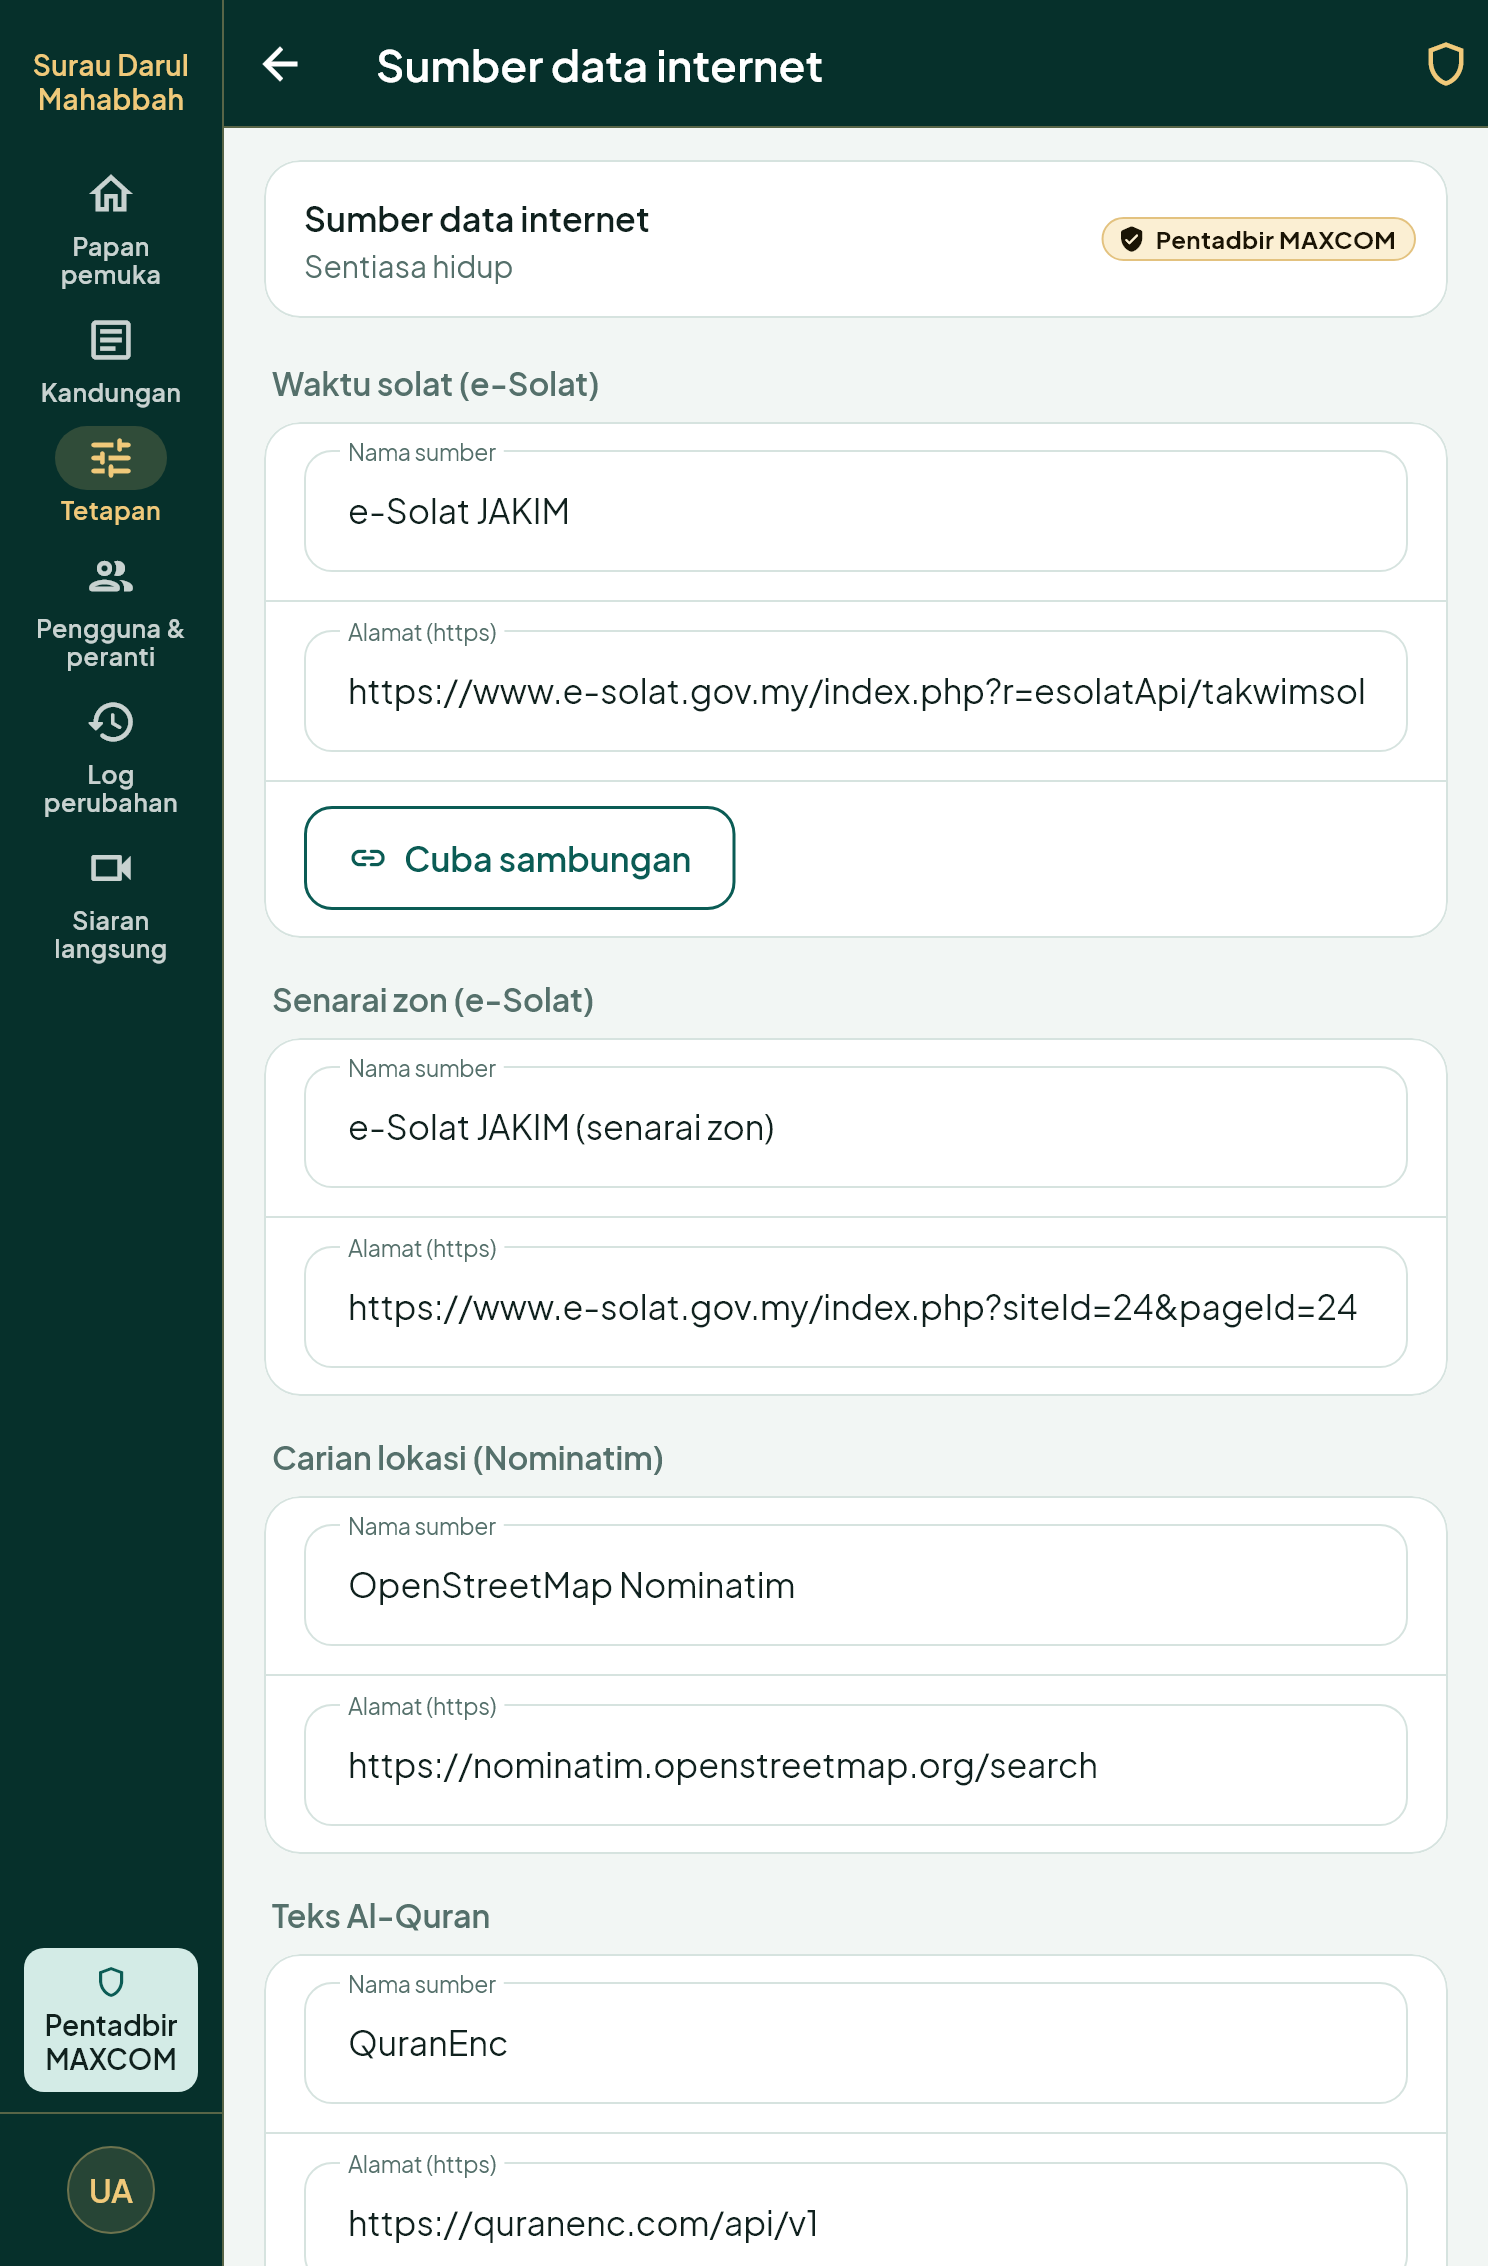 Surau Darul
Mahabbah
Papan
pemuka
Kandungan
Tetapan
Pengguna &
peranti
Log
perubahan
Siaran
langsung
Pentadbir
MAXCOM
UA
Sumber data internet
Sumber data internet
Sentiasa hidup
Pentadbir MAXCOM
Waktu solat (e-Solat)
Nama sumber
e-Solat JAKIM
Alamat (https)
https://www.e-solat.gov.my/index.php?r=esolatApi/takwimsol
Cuba sambungan
Senarai zon (e-Solat)
Nama sumber
e-Solat JAKIM (senarai zon)
Alamat (https)
https://www.e-solat.gov.my/index.php?siteId=24&pageId=24
Carian lokasi (Nominatim)
Nama sumber
OpenStreetMap Nominatim
Alamat (https)
https://nominatim.openstreetmap.org/search
Teks Al-Quran
Nama sumber
QuranEnc
Alamat (https)
https://quranenc.com/api/v1